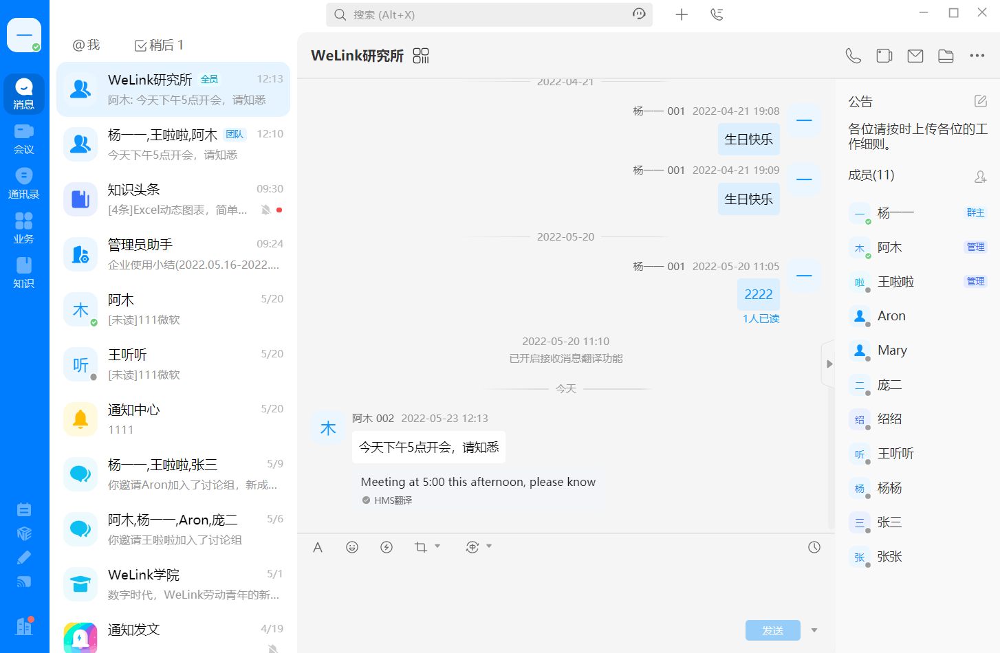 一
搜索 (Alt+X)
消息
会议
通讯录
业务
知识
@我
稍后 1
WeLink研究所 全员 12:13
阿木: 今天下午5点开会，请知悉
杨一一,王啦啦,阿木 团队 12:10
今天下午5点开会，请知悉
知识头条 09:30
[4条]Excel动态图表，简单...
管理员助手 09:24
企业使用小结(2022.05.16-2022....
木
阿木 5/20
[未读]111微软
听
王听听 5/20
[未读]111微软
通知中心 5/20
1111
杨一一,王啦啦,张三 5/9
你邀请Aron加入了讨论组，新成...
阿木,杨一一,Aron,庞二 5/6
你邀请王啦啦加入了讨论组
WeLink学院 5/1
数字时代，WeLink劳动青年的新...
通知发文 4/19
WeLink研究所
2022-04-21
杨一一 001 2022-04-21 19:08
一
生日快乐
杨一一 001 2022-04-21 19:09
一
生日快乐
2022-05-20
杨一一 001 2022-05-20 11:05
一
2222
1人已读
2022-05-20 11:10
已开启接收消息翻译功能
今天
木
阿木 002 2022-05-23 12:13
今天下午5点开会，请知悉
Meeting at 5:00 this afternoon, please know
HMS翻译
A
中
发送
公告
各位请按时上传各位的工
作细则。
成员(11)
一 杨一一 群主
木 阿木 管理
啦 王啦啦 管理
Aron
Mary
二 庞二
绍 绍绍
听 王听听
杨 杨杨
三 张三
张 张张